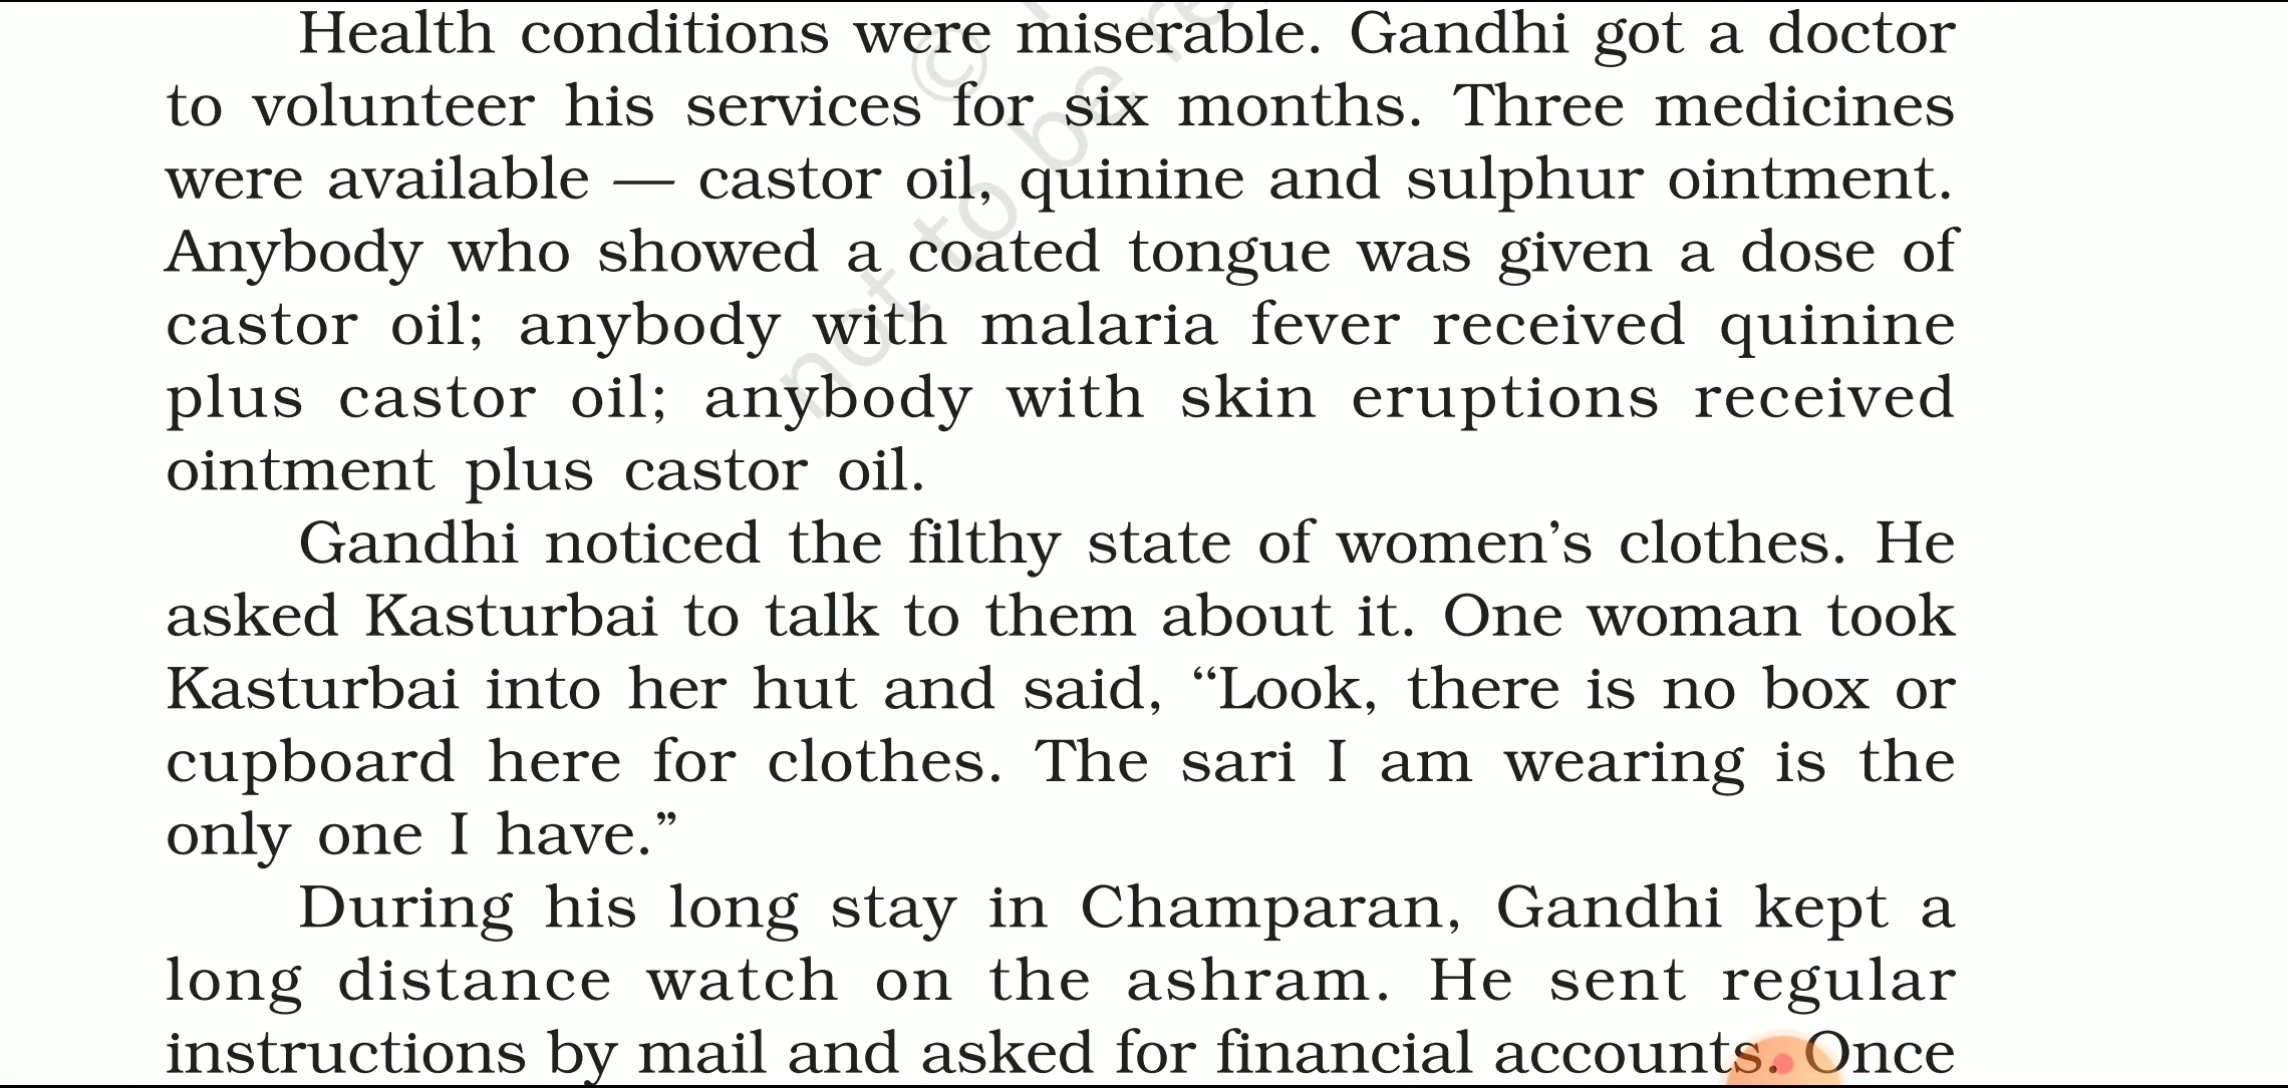 Health conditions were miserable. Gandhi got a doctor
to volunteer his services for six months. Three medicines
were available — castor oil, quinine and sulphur ointment.
Anybody who showed a coated tongue was given a dose of
castor oil; anybody with malaria fever received quinine
plus castor oil; anybody with skin eruptions received
ointment plus castor oil.
Gandhi noticed the filthy state of women’s clothes. He
asked Kasturbai to talk to them about it. One woman took
Kasturbai into her hut and said, “Look, there is no box or
cupboard here for clothes. The sari I am wearing is the
only one I have.”
During his long stay in Champaran, Gandhi kept a
long distance watch on the ashram. He sent regular
instructions by mail and asked for financial accounts. Once
©
not to be re